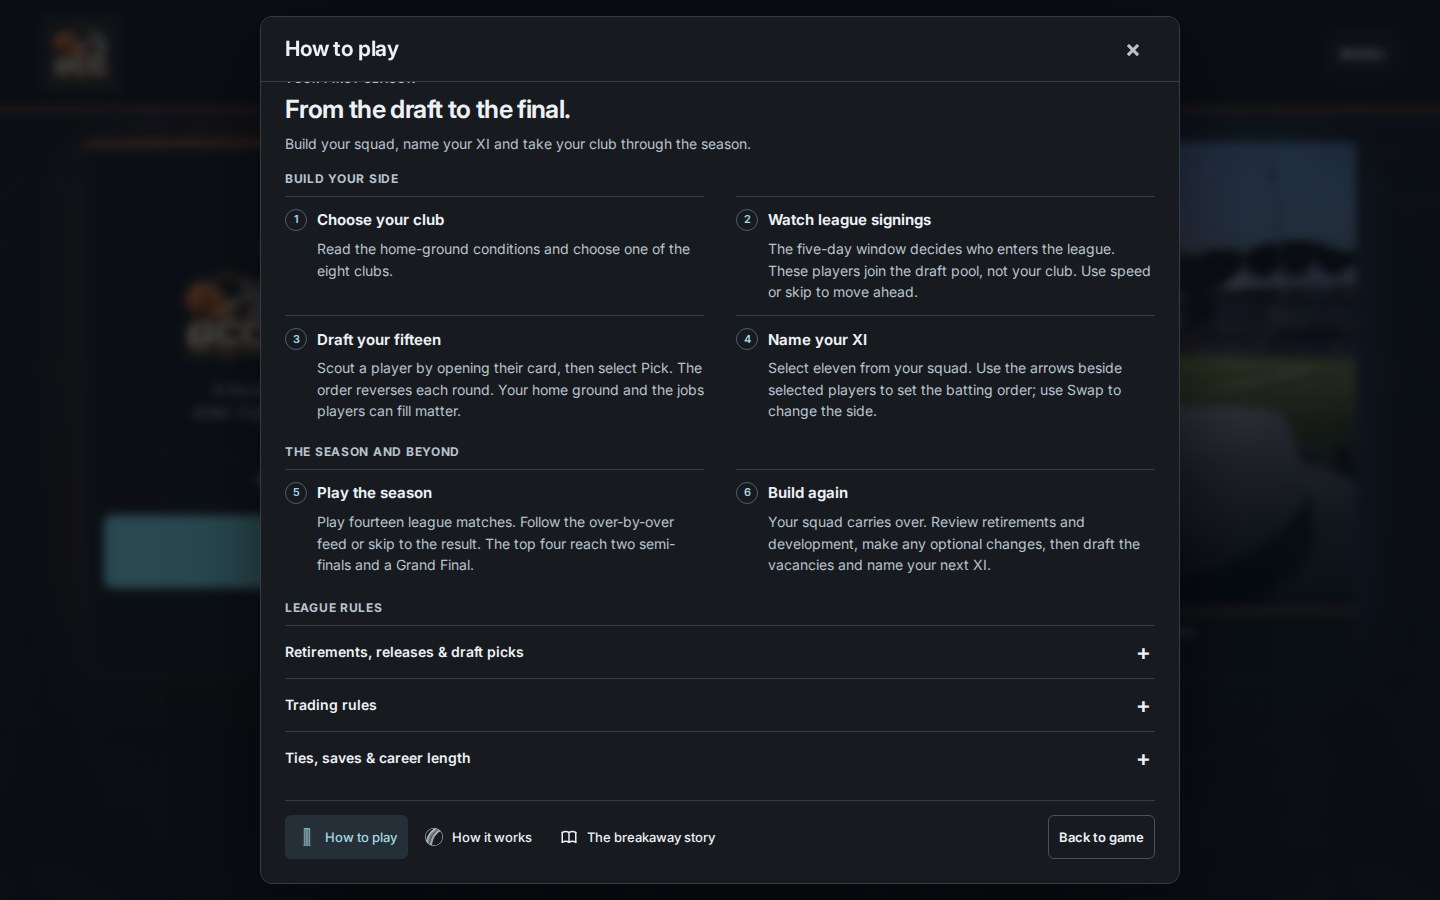 How to play
×
From the draft to the final.
Build your squad, name your XI and take your club through the season.
BUILD YOUR SIDE
1 Choose your club
Read the home-ground conditions and choose one of the
eight clubs.
2 Watch league signings
The five-day window decides who enters the league.
These players join the draft pool, not your club. Use speed
or skip to move ahead.
3 Draft your fifteen
Scout a player by opening their card, then select Pick. The
order reverses each round. Your home ground and the jobs
players can fill matter.
4 Name your XI
Select eleven from your squad. Use the arrows beside
selected players to set the batting order; use Swap to
change the side.
THE SEASON AND BEYOND
5 Play the season
Play fourteen league matches. Follow the over-by-over
feed or skip to the result. The top four reach two semi-
finals and a Grand Final.
6 Build again
Your squad carries over. Review retirements and
development, make any optional changes, then draft the
vacancies and name your next XI.
LEAGUE RULES
Retirements, releases & draft picks +
Trading rules +
Ties, saves & career length +
How to play
How it works
The breakaway story
Back to game